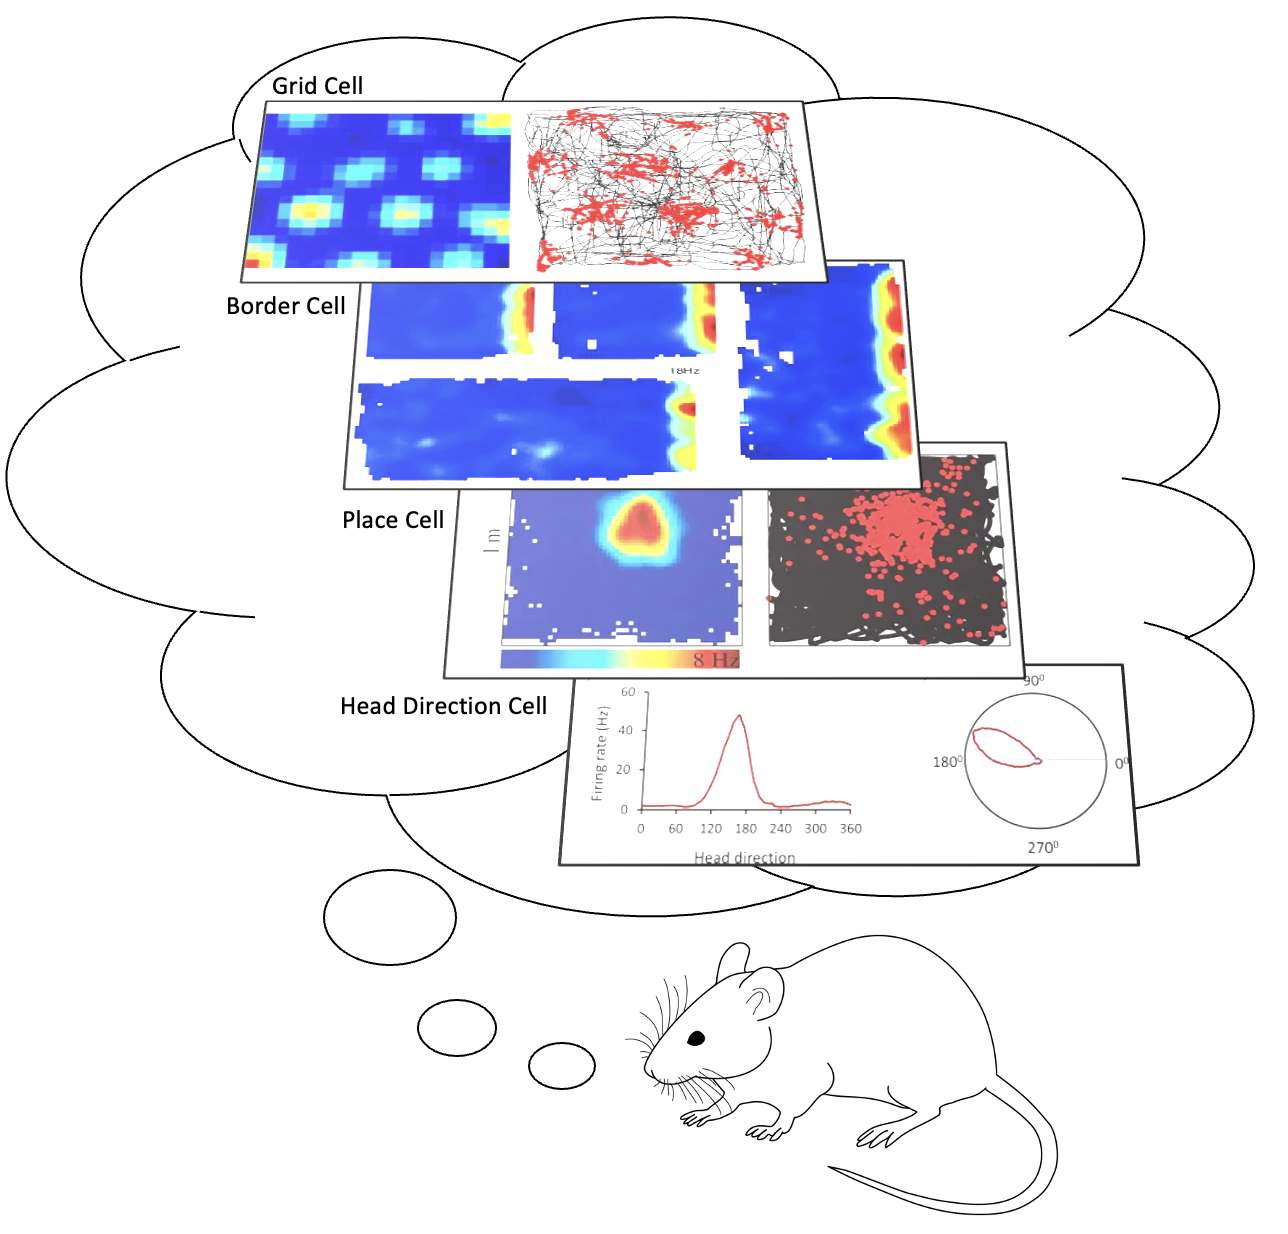 Grid Cell
Border Cell
18Hz
Place Cell
1 m
8 Hz
Head Direction Cell
60
40
20
0
Firing rate (Hz)
0 60 120 180 240 300 360
Head direction
90⁰
180⁰
0⁰
270⁰